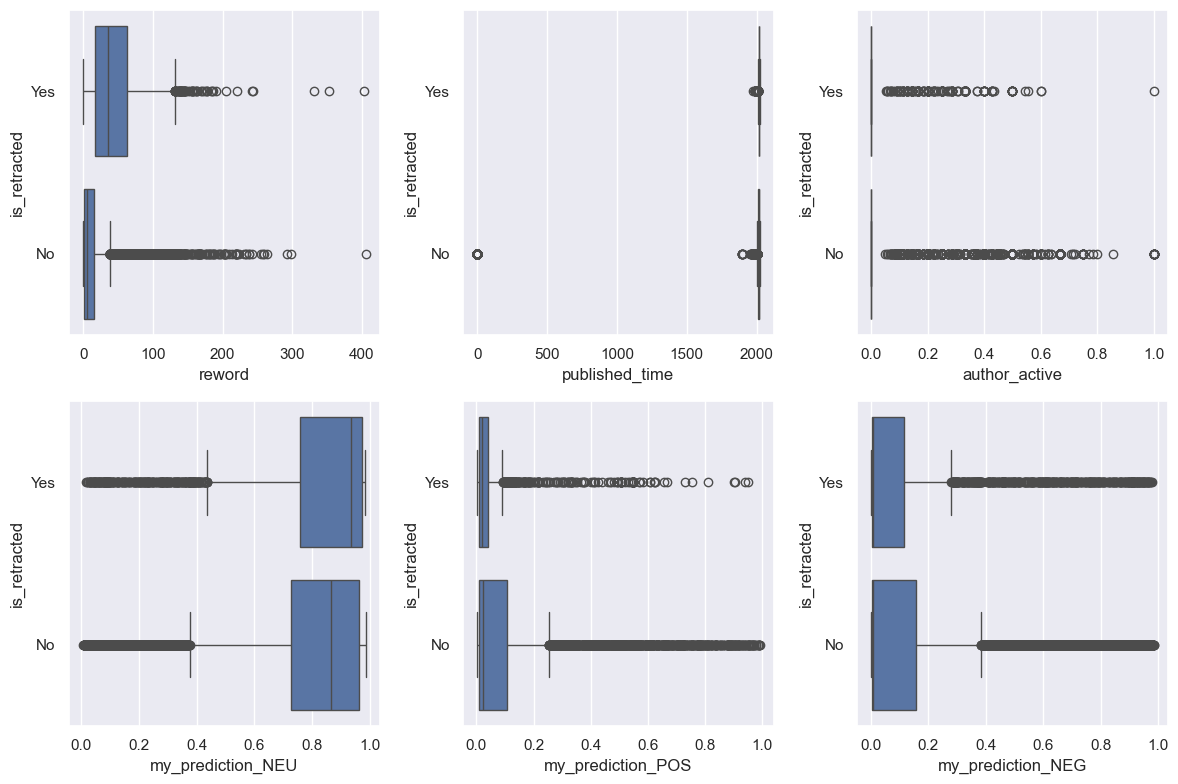 Yes
No
is_retracted
0 100 200 300 400
reword
Yes
No
is_retracted
0 500 1000 1500 2000
published_time
Yes
No
is_retracted
0.0 0.2 0.4 0.6 0.8 1.0
author_active
Yes
No
is_retracted
0.0 0.2 0.4 0.6 0.8 1.0
my_prediction_NEU
Yes
No
is_retracted
0.0 0.2 0.4 0.6 0.8 1.0
my_prediction_POS
Yes
No
is_retracted
0.0 0.2 0.4 0.6 0.8 1.0
my_prediction_NEG